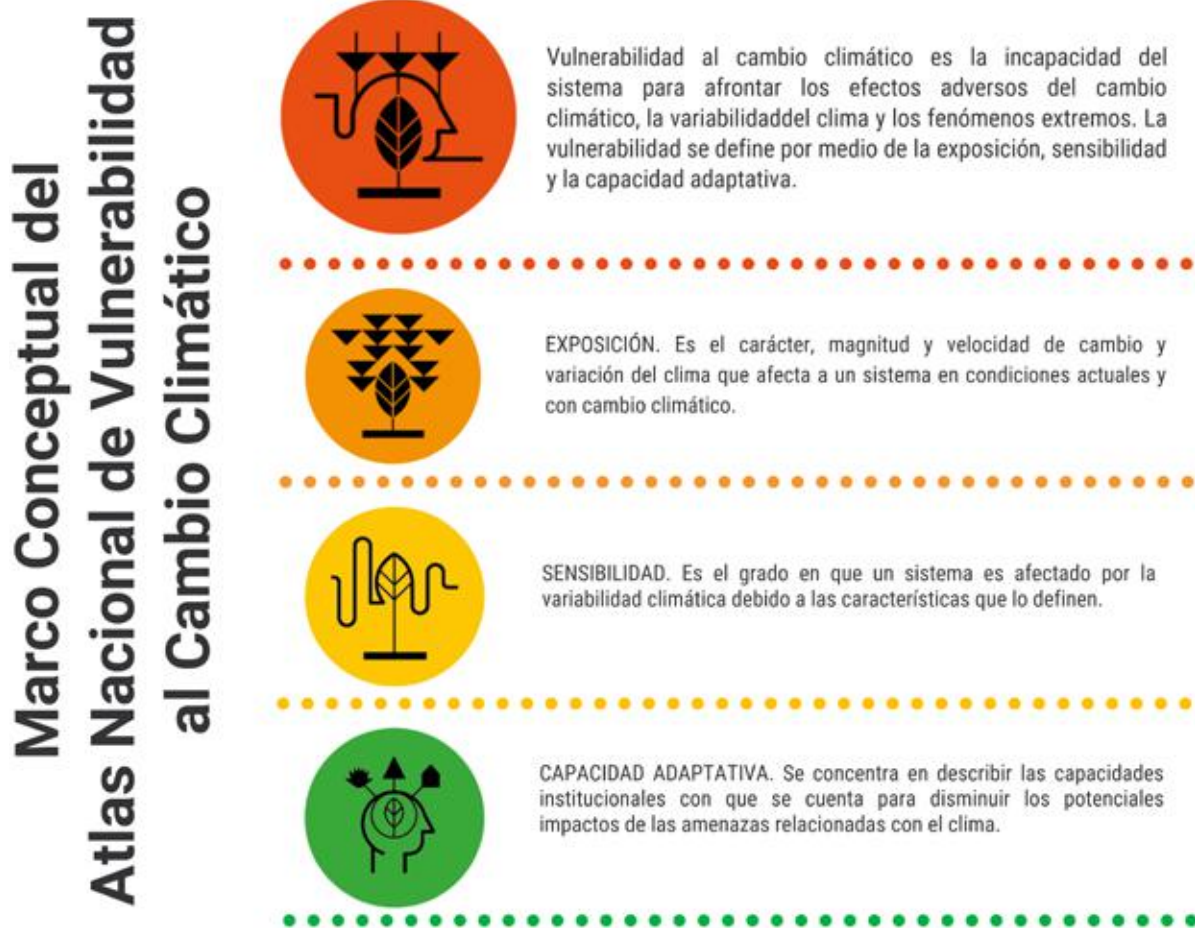 Marco Conceptual del
Atlas Nacional de Vulnerabilidad
al Cambio Climático
Vulnerabilidad al cambio climático es la incapacidad del
sistema para afrontar los efectos adversos del cambio
climático, la variabilidaddel clima y los fenómenos extremos. La
vulnerabilidad se define por medio de la exposición, sensibilidad
y la capacidad adaptativa.
EXPOSICIÓN. Es el carácter, magnitud y velocidad de cambio y
variación del clima que afecta a un sistema en condiciones actuales y
con cambio climático.
SENSIBILIDAD. Es el grado en que un sistema es afectado por la
variabilidad climática debido a las características que lo definen.
CAPACIDAD ADAPTATIVA. Se concentra en describir las capacidades
institucionales con que se cuenta para disminuir los potenciales
impactos de las amenazas relacionadas con el clima.